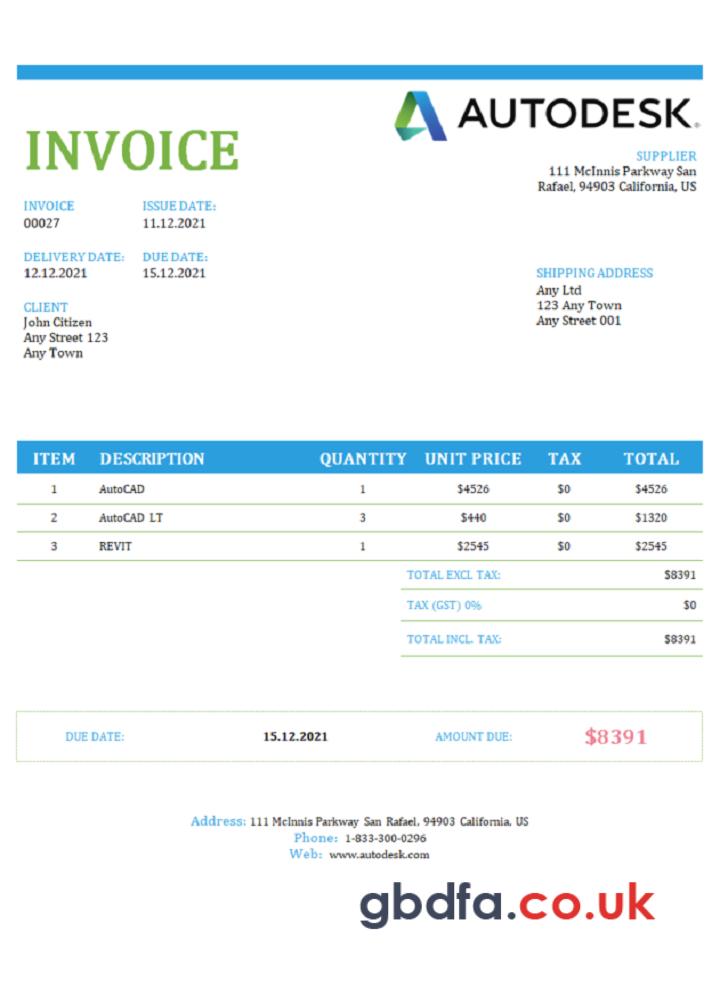 AUTODESK.
INVOICE
SUPPLIER
111 McInnis Parkway San
Rafael, 94903 California, US
INVOICE ISSUE DATE:
00027 11.12.2021
DELIVERY DATE: DUE DATE:
12.12.2021 15.12.2021
SHIPPING ADDRESS
Any Ltd
123 Any Town
Any Street 001
CLIENT
John Citizen
Any Street 123
Any Town
ITEM DESCRIPTION QUANTITY UNIT PRICE TAX TOTAL
1 AutoCAD 1 $4526 $0 $4526
2 AutoCAD LT 3 $440 $0 $1320
3 REVIT 1 $2545 $0 $2545
TOTAL EXCL TAX: $8391
TAX (GST) 0% $0
TOTAL INCL. TAX: $8391
DUE DATE: 15.12.2021 AMOUNT DUE: $8391
Address: 111 McInnis Parkway San Rafael, 94903 California, US
Phone: 1-833-300-0296
Web: www.autodesk.com
gbdfa.co.uk